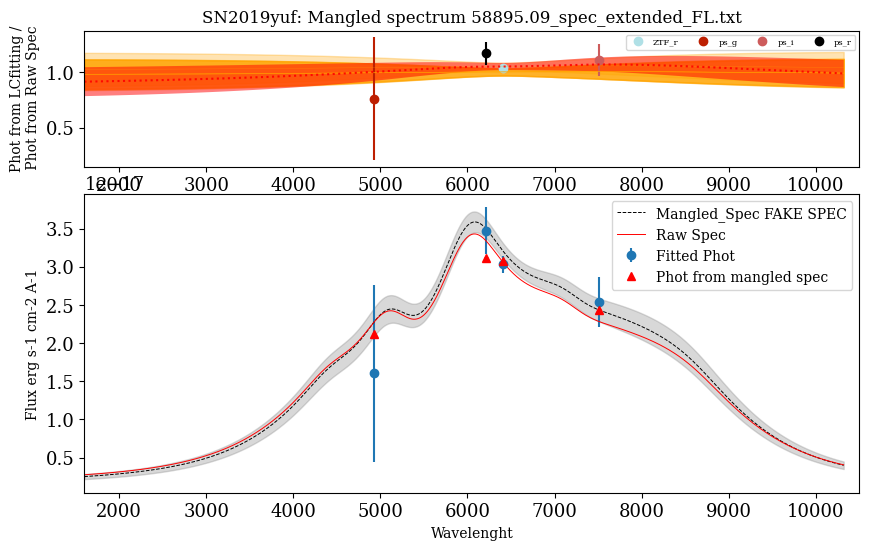 SN2019yuf: Mangled spectrum 58895.09_spec_extended_FL.txt
Phot from LCfitting /
Phot from Raw Spec
ZTF_r ps_g ps_i ps_r
1.0
0.5
2000 3000 4000 5000 6000 7000 8000 9000 10000
1e−17
Flux erg s-1 cm-2 A-1
3.5
3.0
2.5
2.0
1.5
1.0
0.5
Mangled_Spec FAKE SPEC
Raw Spec
Fitted Phot
Phot from mangled spec
2000 3000 4000 5000 6000 7000 8000 9000 10000
Wavelenght